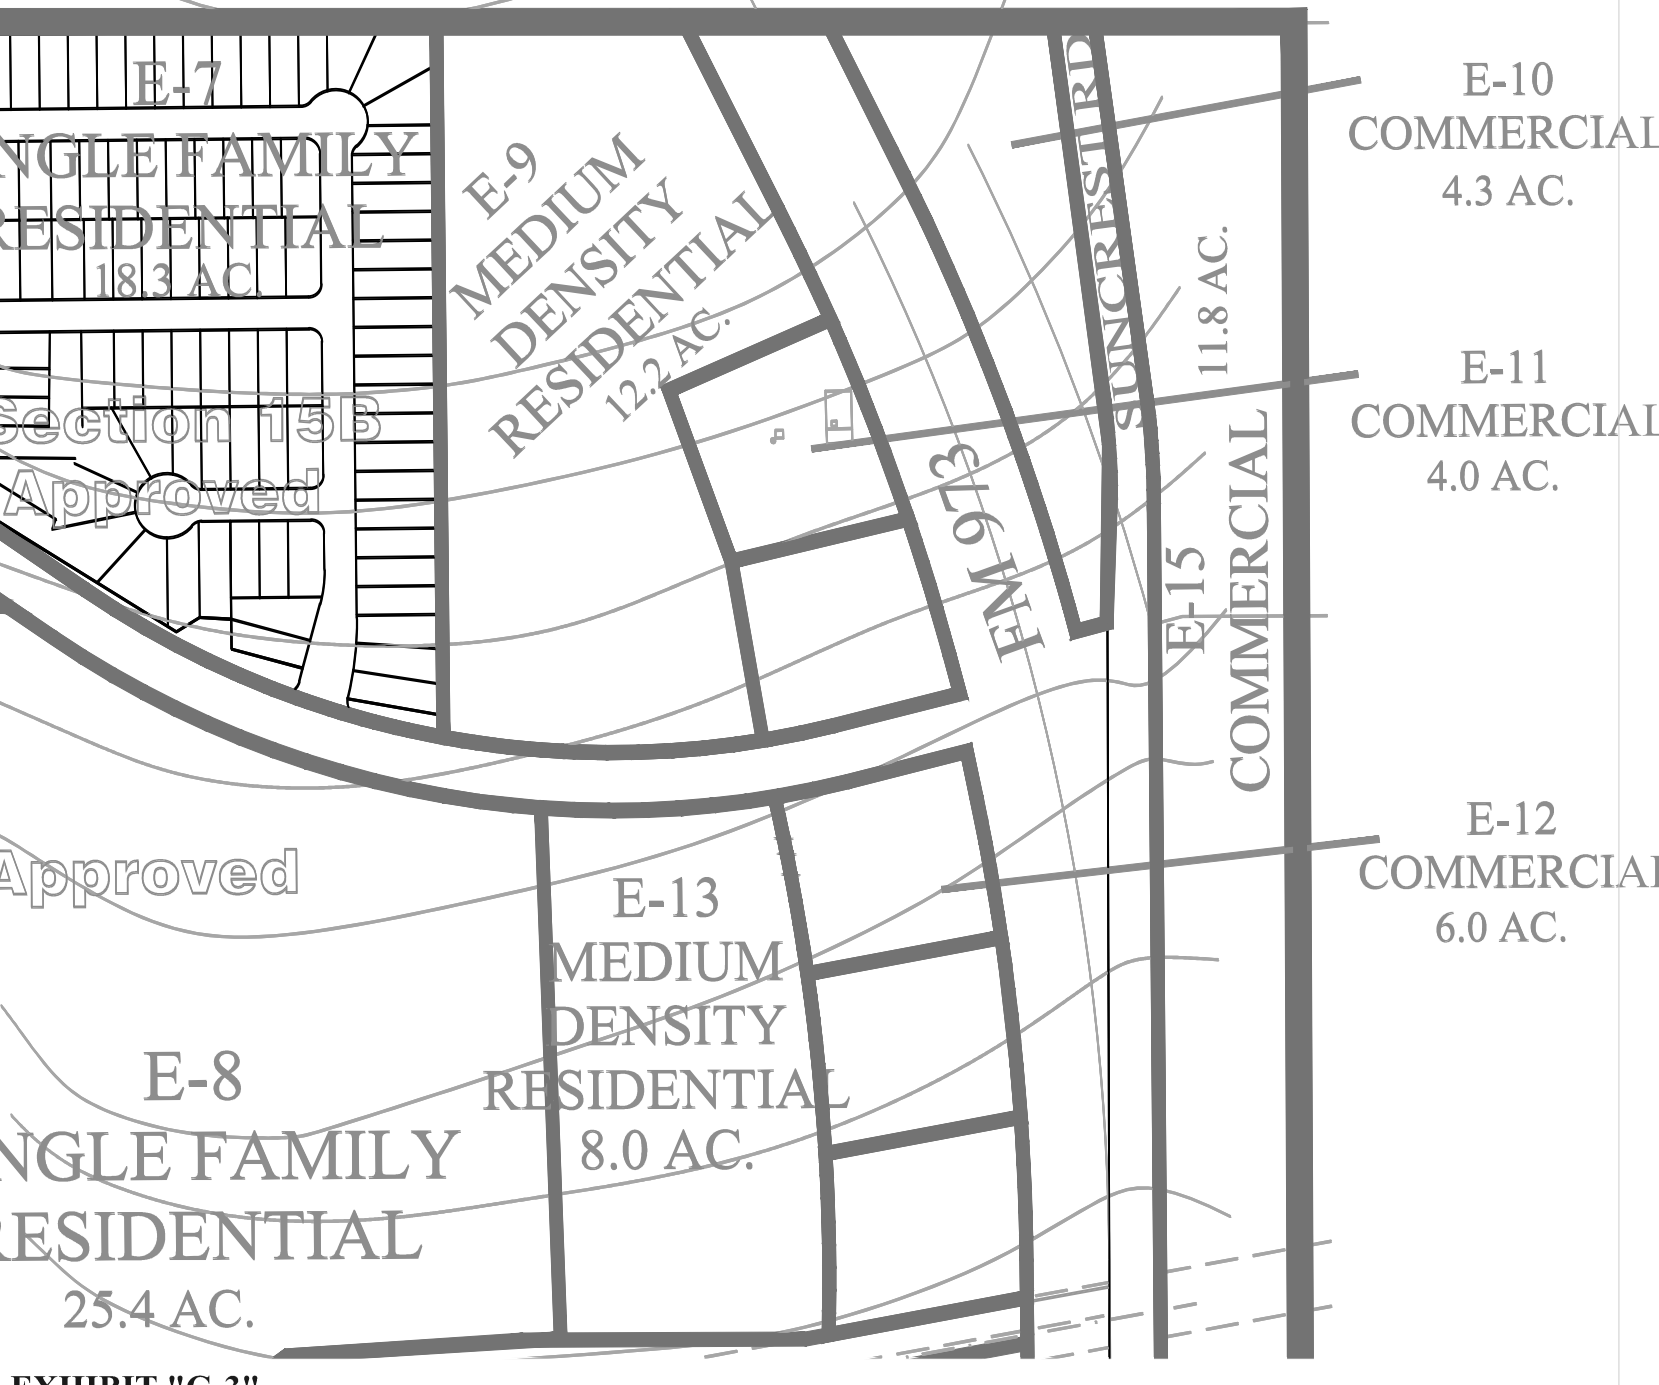 E-7
NGLE FAMILY
RESIDENTIAL
18.3 AC.
Section 15B
Approved
E-9
MEDIUM
DENSITY
RESIDENTIAL
12.2 AC.
FM 973
SUNCREST RD
E-10
COMMERCIAL
4.3 AC.
E-11
COMMERCIAL
4.0 AC.
E-15
COMMERCIAL
11.8 AC.
E-12
COMMERCIAL
6.0 AC.
Approved
E-13
MEDIUM
DENSITY
RESIDENTIAL
8.0 AC.
E-8
NGLE FAMILY
RESIDENTIAL
25.4 AC.
EXHIBIT "C-3"